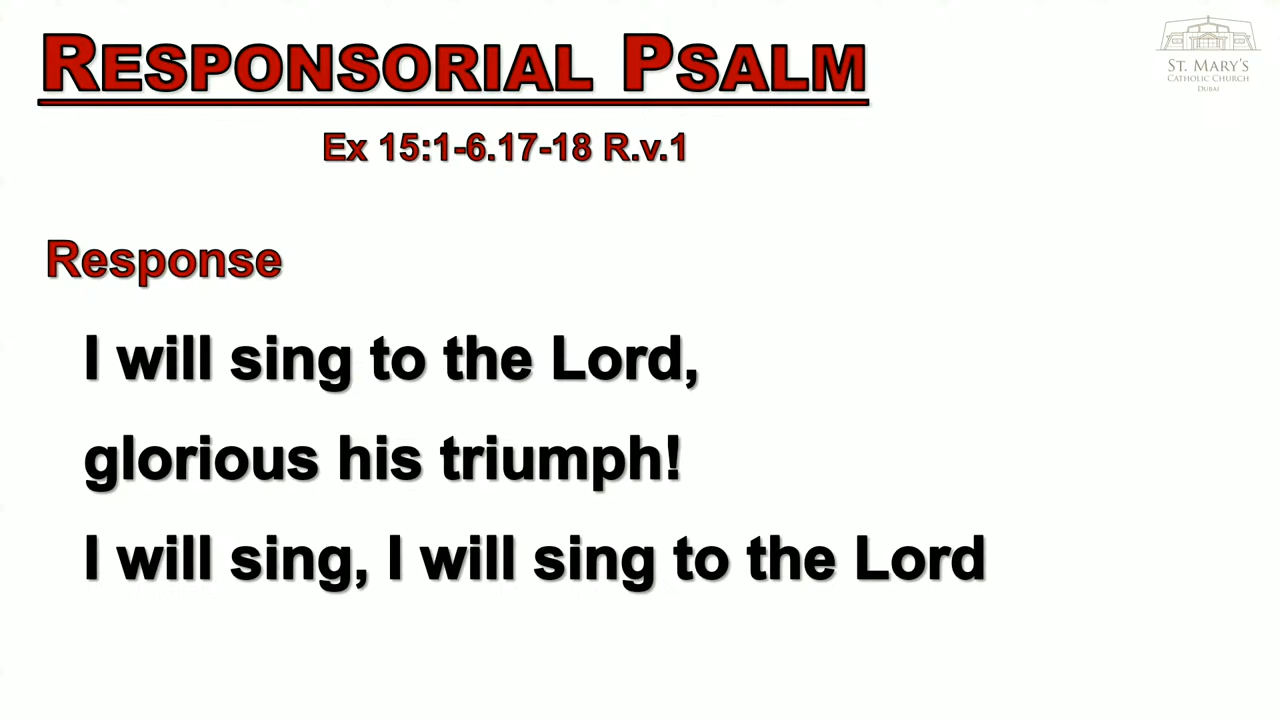 RESPONSORIAL PSALM
ST. MARY'S
CATHOLIC CHURCH
DUBAI
Ex 15:1-6.17-18 R.v.1
Response
I will sing to the Lord,
glorious his triumph!
I will sing, I will sing to the Lord